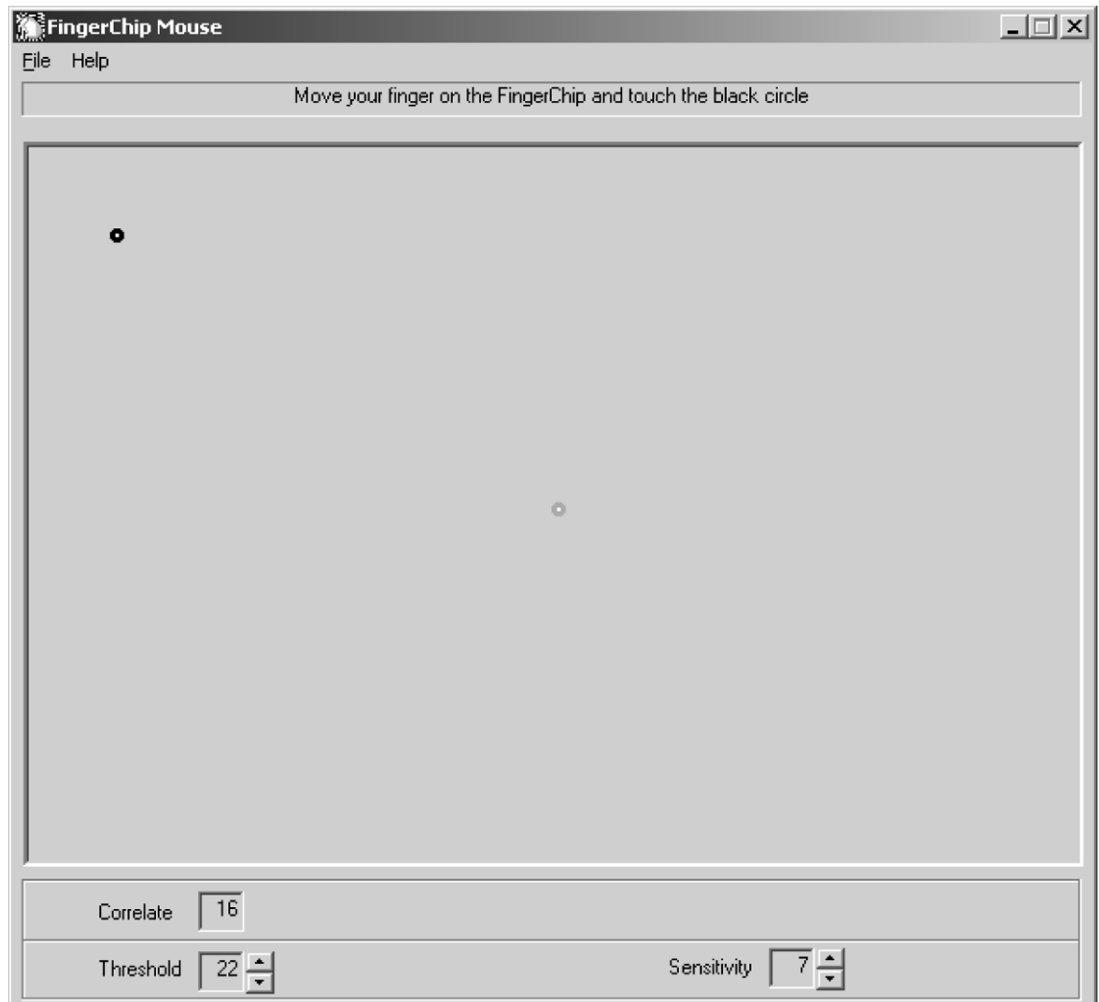 FingerChip Mouse
File Help
Move your finger on the FingerChip and touch the black circle
Correlate 16
Threshold 22 Sensitivity 7